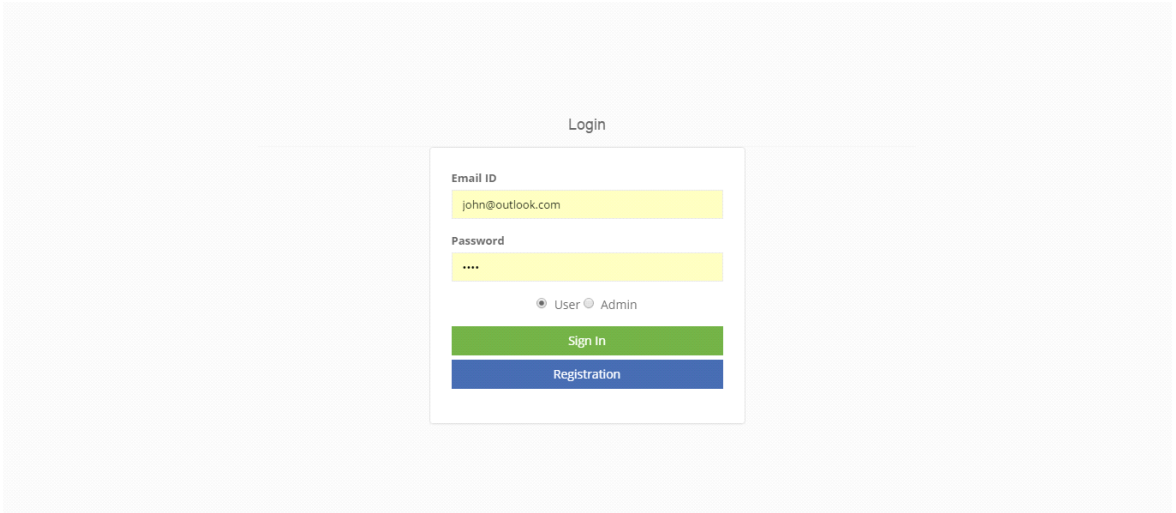 Login
Email ID
john@outlook.com
Password
••••
User Admin
Sign In
Registration